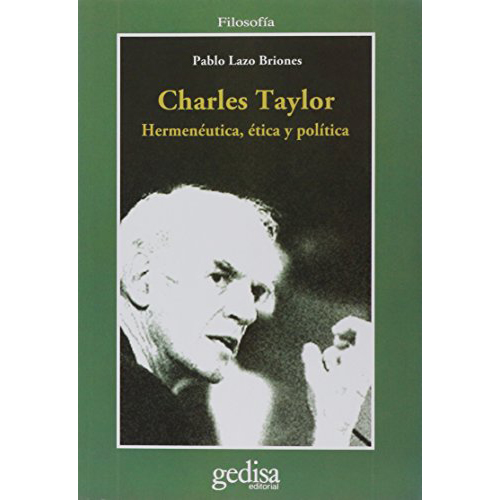 Filosofía
Pablo Lazo Briones
Charles Taylor
Hermenéutica, ética y política
gedisa
editorial